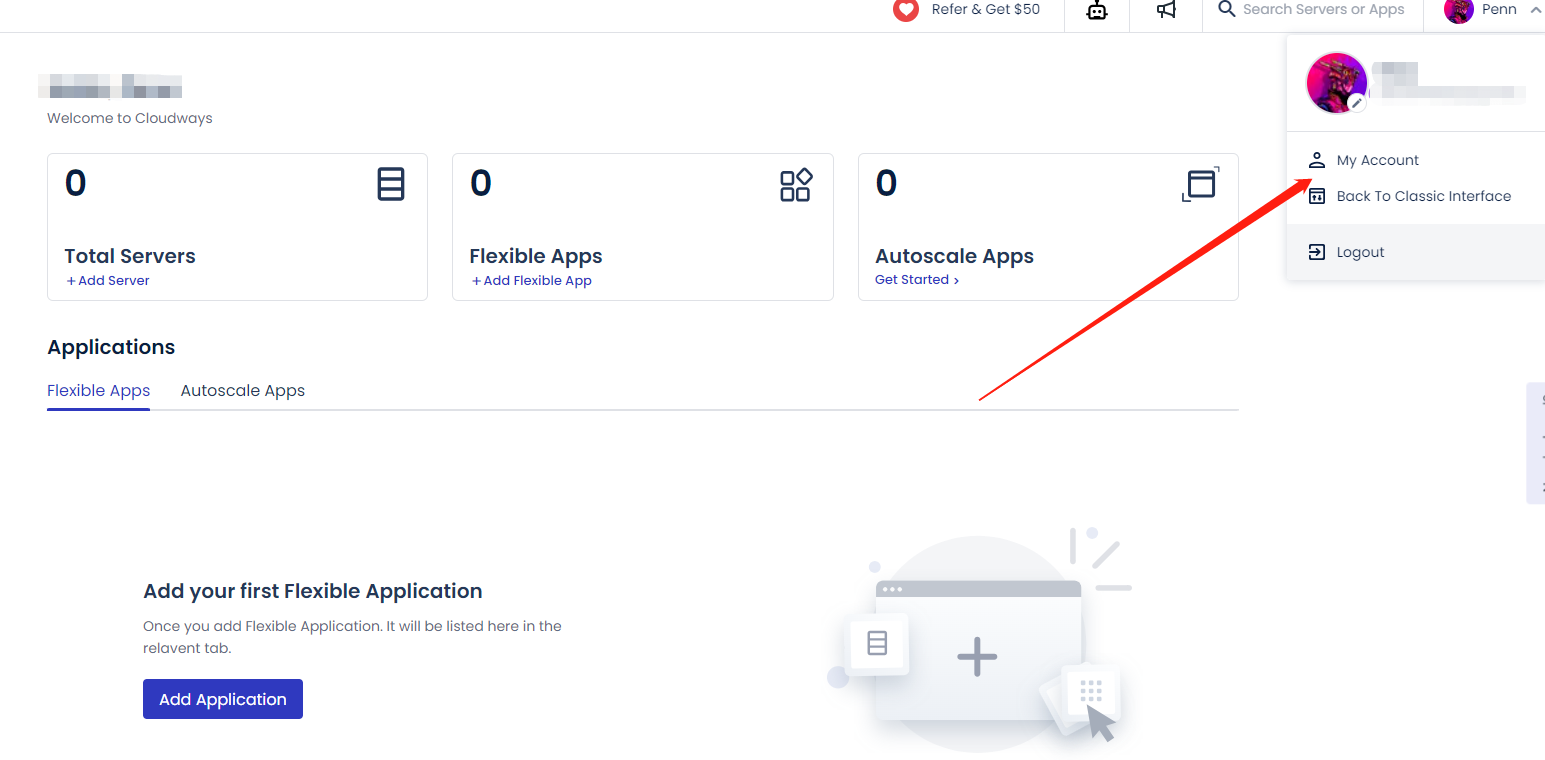 Refer & Get $50
Search Servers or Apps
Penn
Welcome to Cloudways
My Account
Back To Classic Interface
Logout
0
Total Servers
+Add Server
0
Flexible Apps
+Add Flexible App
0
Autoscale Apps
Get Started >
Applications
Flexible Apps
Autoscale Apps
Add your first Flexible Application
Once you add Flexible Application. It will be listed here in the
relavent tab.
Add Application